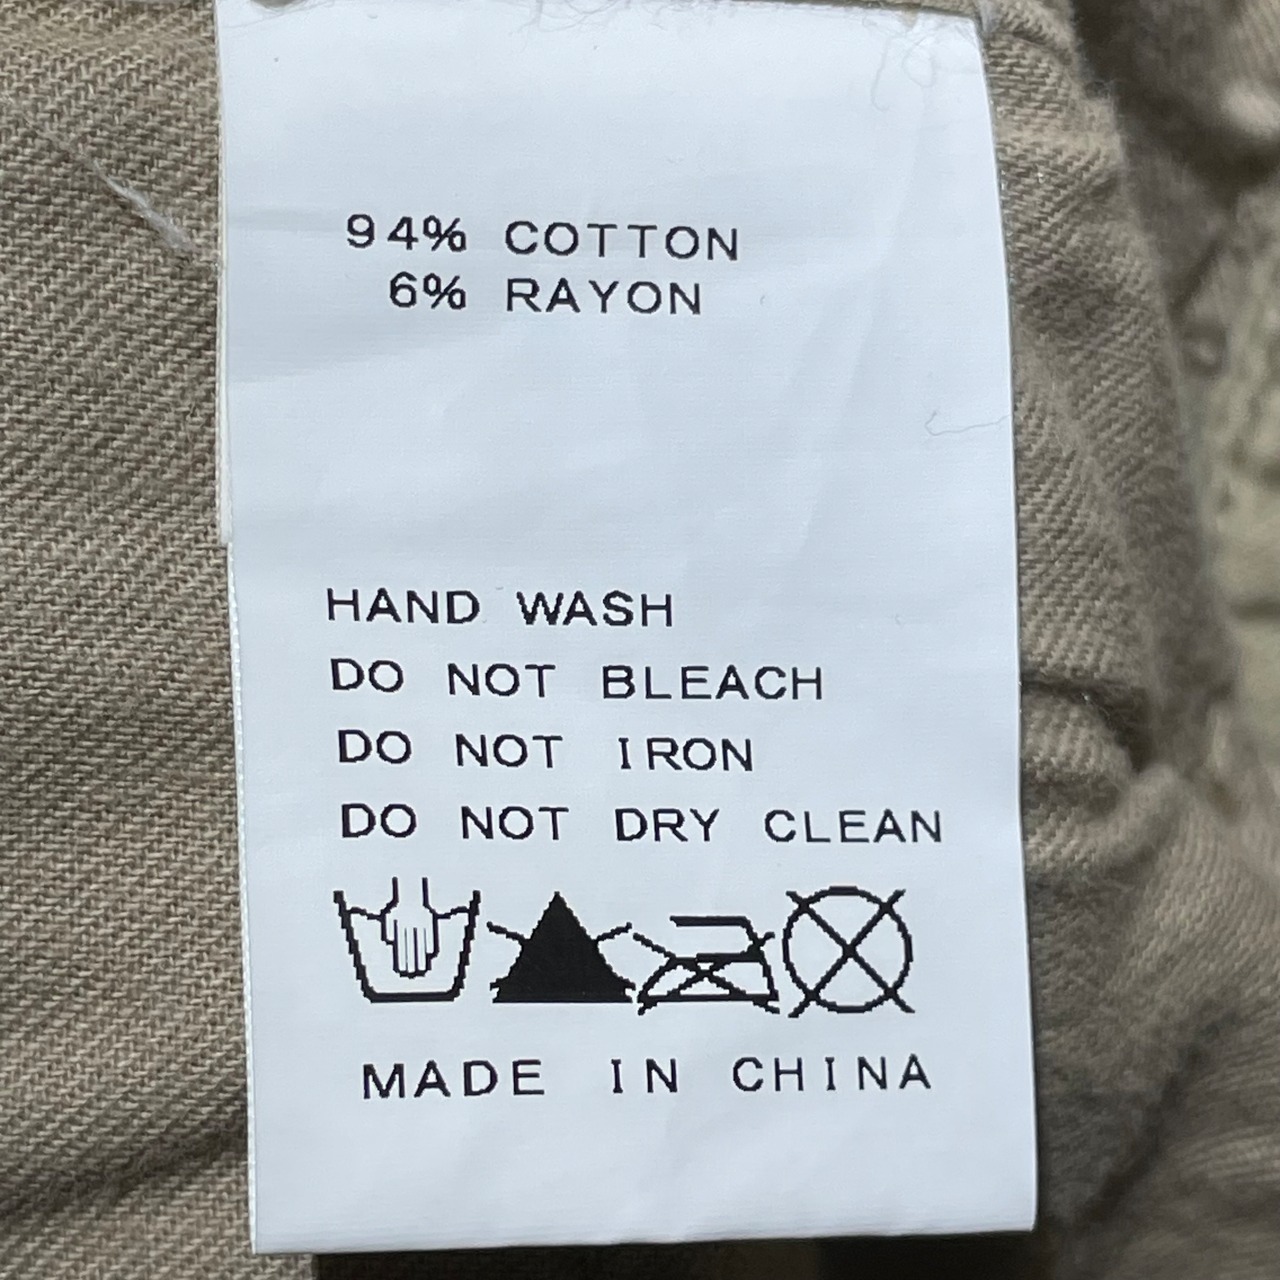 94% COTTON
6% RAYON
HAND WASH
DO NOT BLEACH
DO NOT IRON
DO NOT DRY CLEAN
MADE IN CHINA